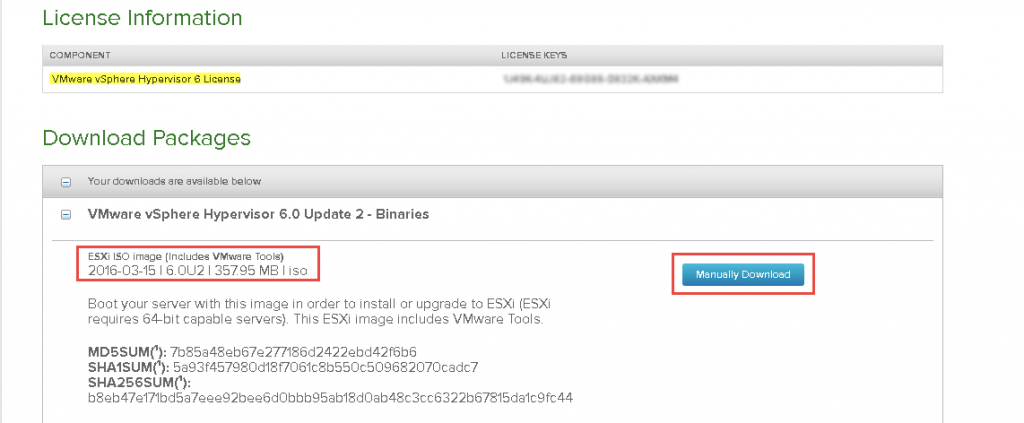 License Information
COMPONENT LICENSE KEYS
VMware vSphere Hypervisor 6 License
Download Packages
Your downloads are available below
VMware vSphere Hypervisor 6.0 Update 2 - Binaries
ESXi ISO image (Includes VMware Tools)
2016-03-15 | 6.0U2 | 357.95 MB | iso
Manually Download
Boot your server with this image in order to install or upgrade to ESXi (ESXi
requires 64-bit capable servers). This ESXi image includes VMware Tools.
MD5SUM(¹): 7b85a48eb67e277186d2422ebd42f6b6
SHA1SUM(¹): 5a93f457980d18f7061c8b550c509682070cadc7
SHA256SUM(¹):
b8eb47e171bd5a7eee92bee6d0bbb95ab18d0ab48c3cc6322b67815da1c9fc44